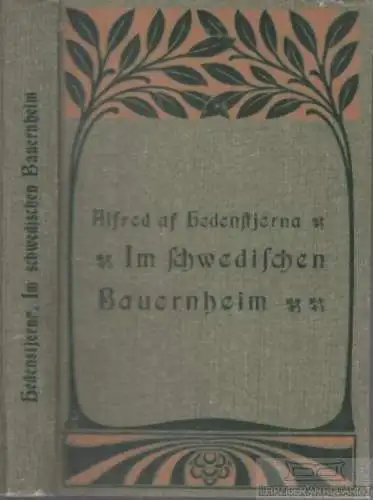 Hedenstjerna, Im schwedischen Bauernheim
Alfred af Hedenstjerna
Im schwediſchen
Bauernheim